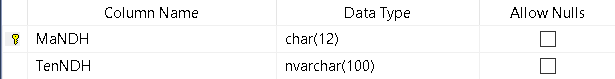 Column Name Data Type Allow Nulls
MaNDH char(12)
TenNDH nvarchar(100)